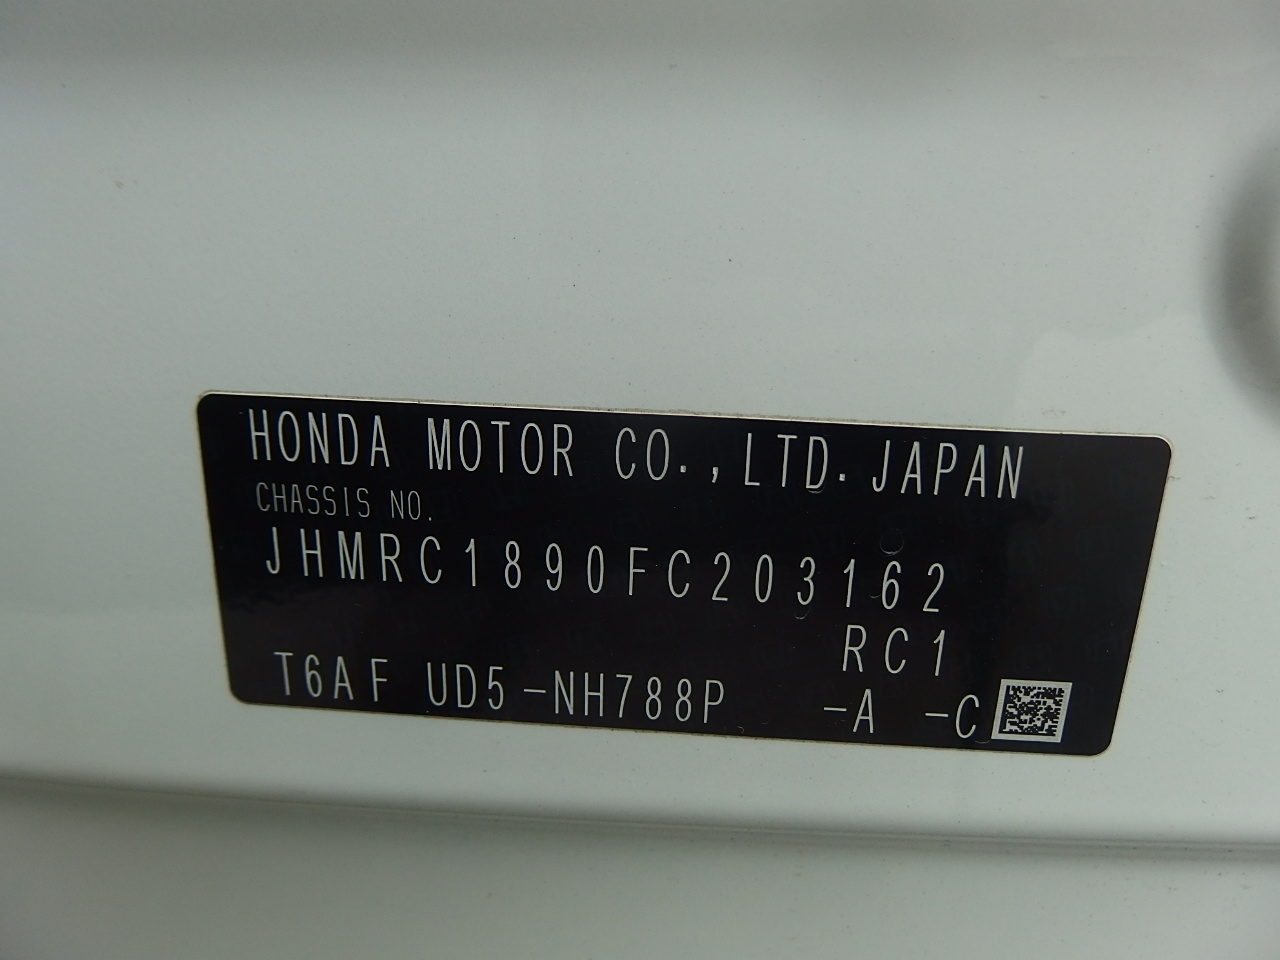 HONDA MOTOR CO.,LTD.JAPAN
CHASSIS NO.
JHMRC1890FC203162
RC1
T6AF UD5-NH788P -A -C